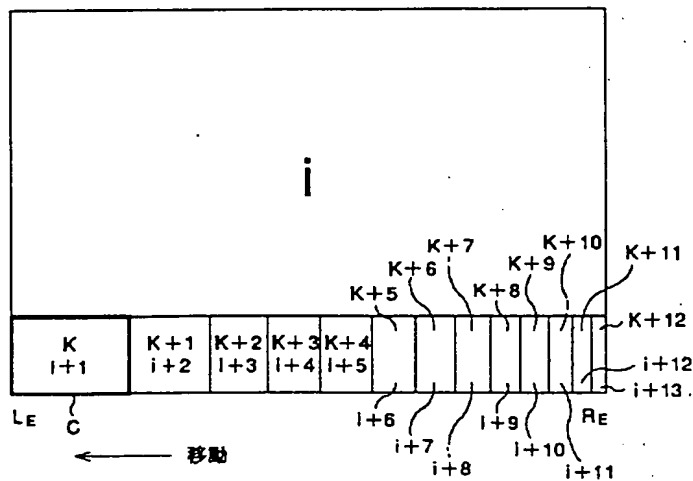 i
K+7
K+10
K+6
K+9
K+11
K+5
K+8
K+12
K
i+1
K+1
i+2
K+2
i+3
K+3
i+4
K+4
i+5
i+12
i+13
LE
C
i+6
i+9
RE
i+7
i+10
i+8
i+11
移動